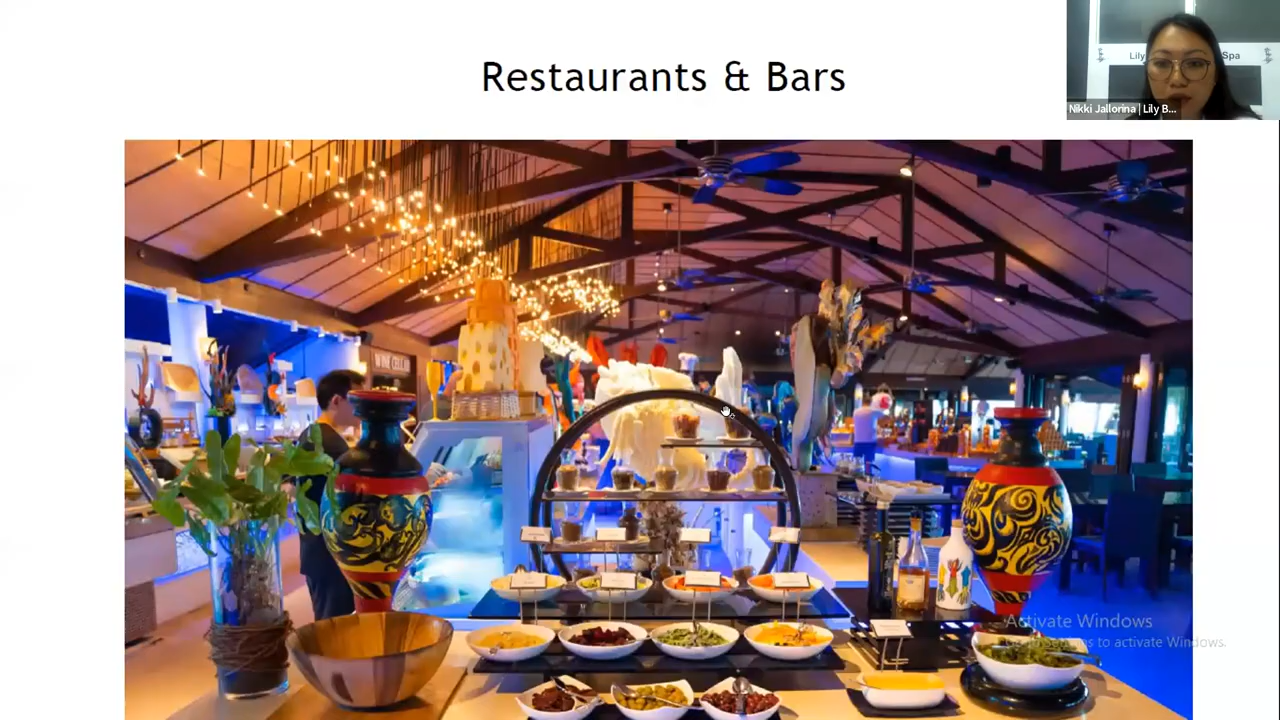 Restaurants & Bars
Lily
Spa
Nikki Jallorina | Lily B...
WINE CELLAR
Activate Windows
to activate Windows.